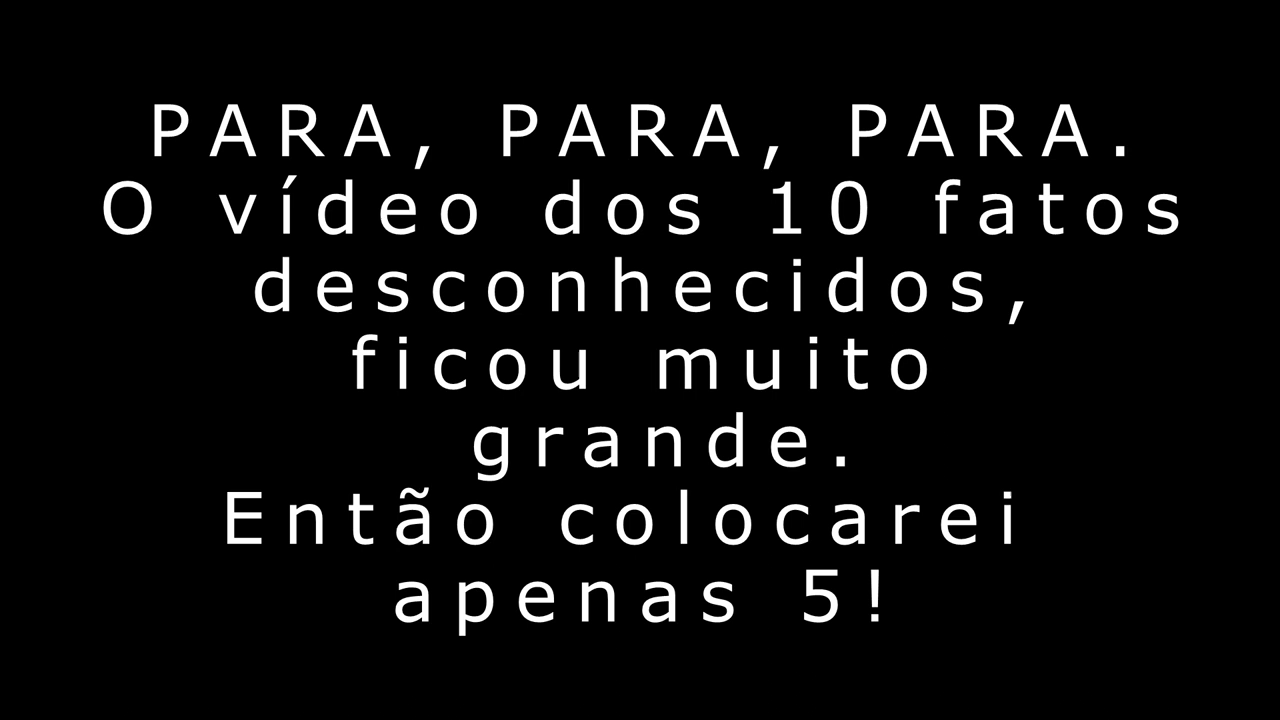 PARA, PARA, PARA.
O vídeo dos 10 fatos
desconhecidos,
ficou muito
grande.
Então colocarei
apenas 5!